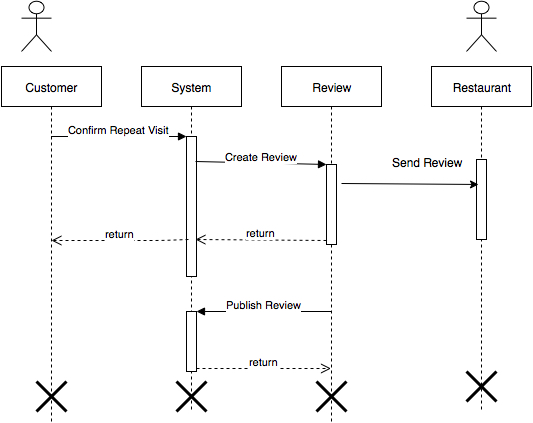 Customer
System
Review
Restaurant
Confirm Repeat Visit
Create Review
Send Review
return
return
Publish Review
return